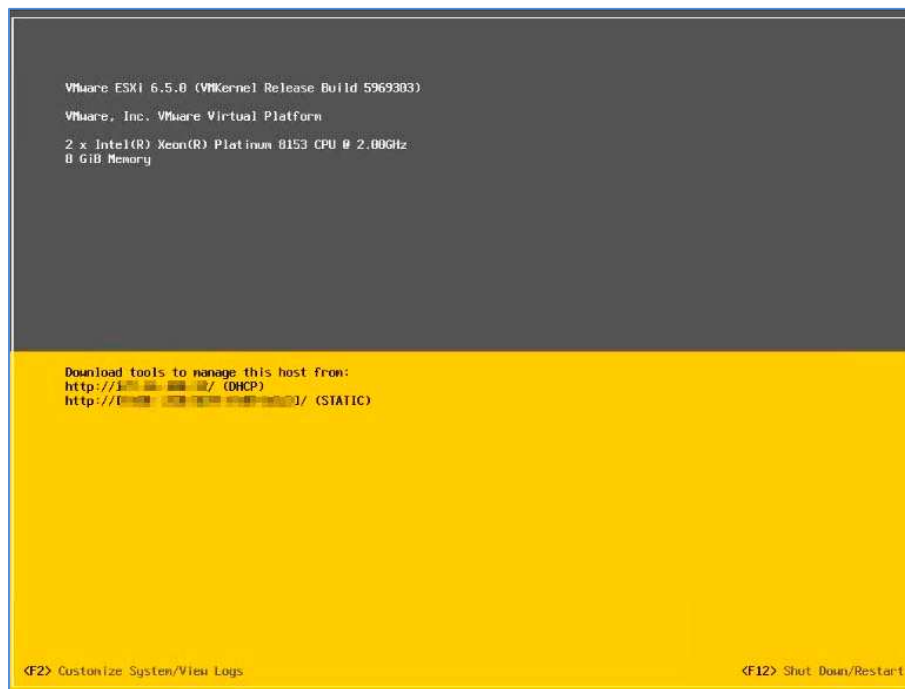 VMware ESXi 6.5.0 (VMKernel Release Build 5969303)
VMware, Inc. VMware Virtual Platform
2 x Intel(R) Xeon(R) Platinum 8153 CPU @ 2.00GHz
8 GiB Memory
Download tools to manage this host from:
http:// / (DHCP)
http://[ ]/ (STATIC)
<F2> Customize System/View Logs
<F12> Shut Down/Restart